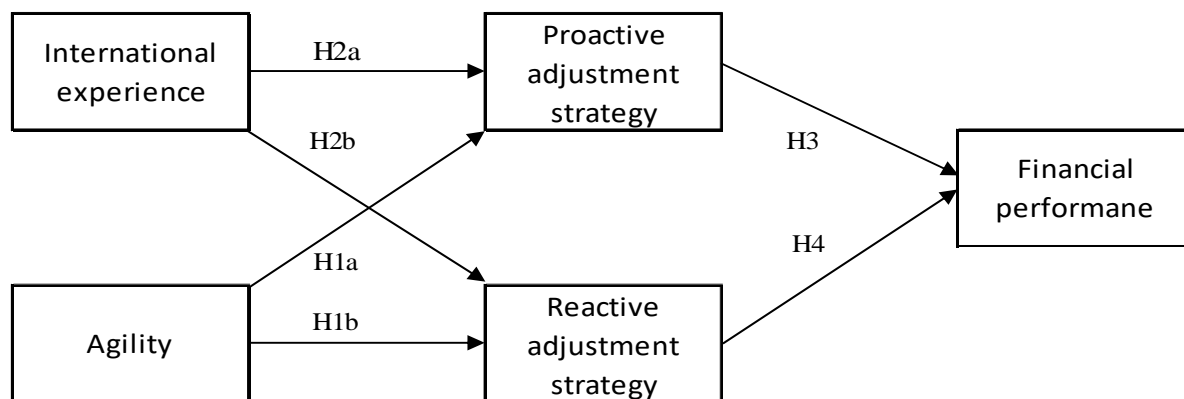 International
experience
H2a
Proactive
adjustment
strategy
H2b
H3
Financial
performane
H1a
H4
Agility
H1b
Reactive
adjustment
strategy